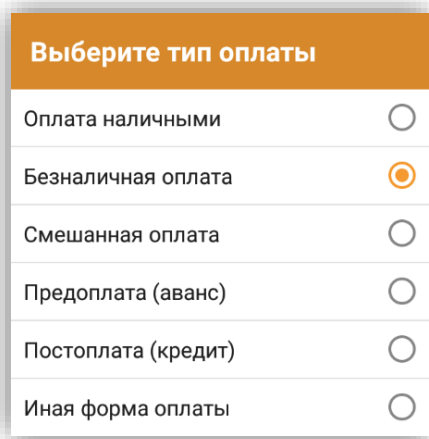 Выберите тип оплаты
Оплата наличными
Безналичная оплата
Смешанная оплата
Предоплата (аванс)
Постоплата (кредит)
Иная форма оплаты